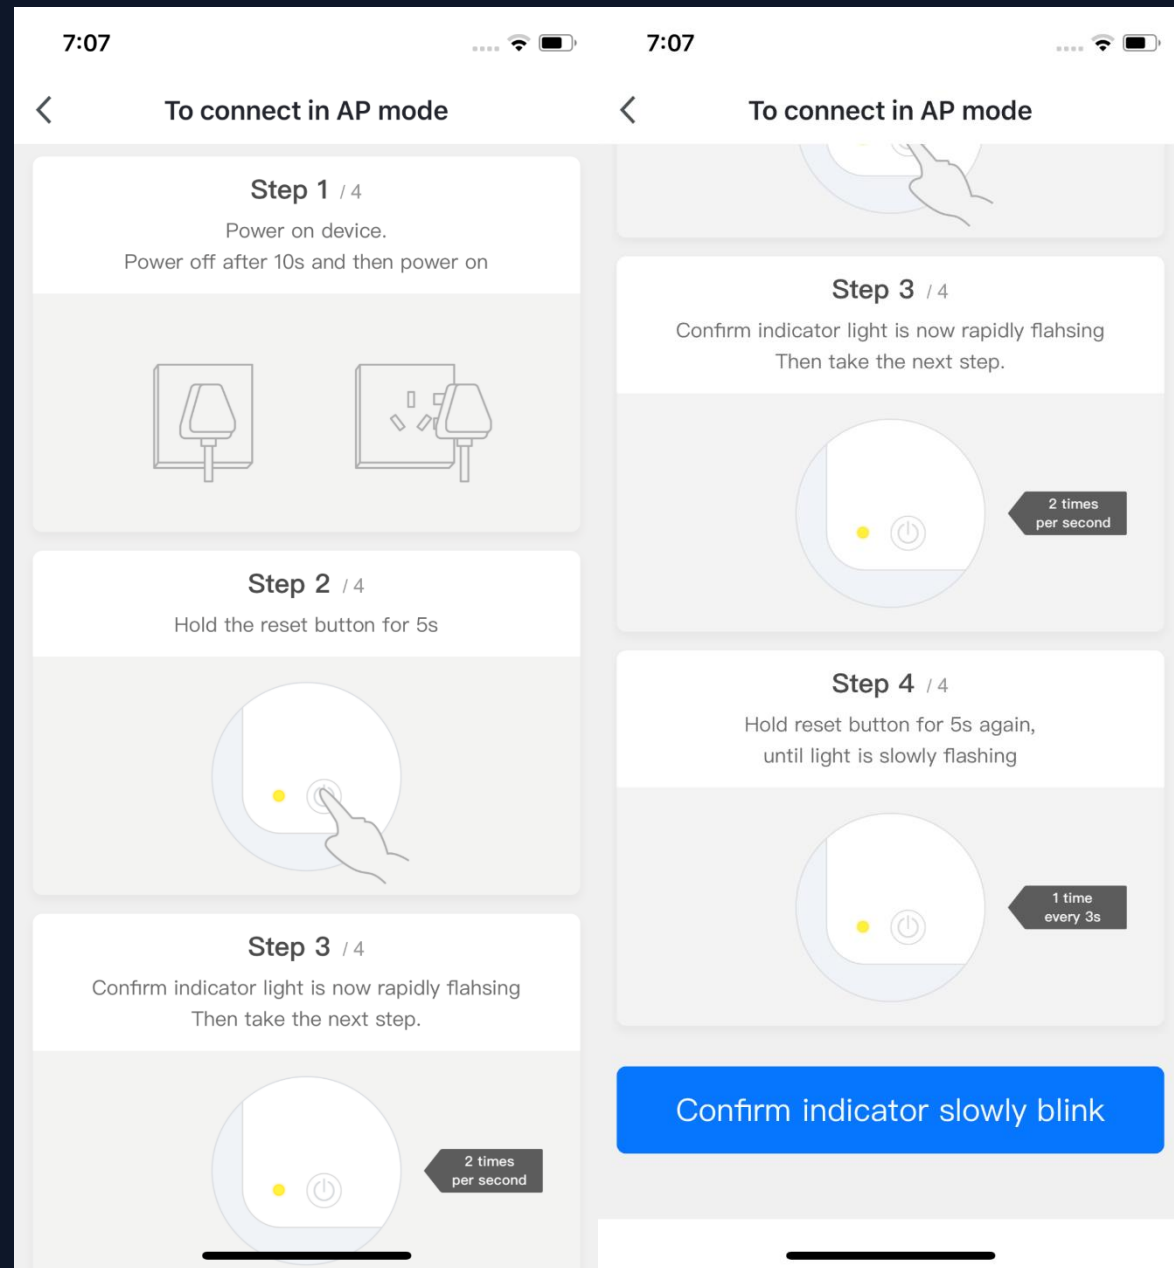 7:07
To connect in AP mode
Step 1 / 4
Power on device.
Power off after 10s and then power on
Step 2 / 4
Hold the reset button for 5s
Step 3 / 4
Confirm indicator light is now rapidly flahsing
Then take the next step.
2 times
per second
7:07
To connect in AP mode
Step 3 / 4
Confirm indicator light is now rapidly flahsing
Then take the next step.
2 times
per second
Step 4 / 4
Hold reset button for 5s again,
until light is slowly flashing
1 time
every 3s
Confirm indicator slowly blink